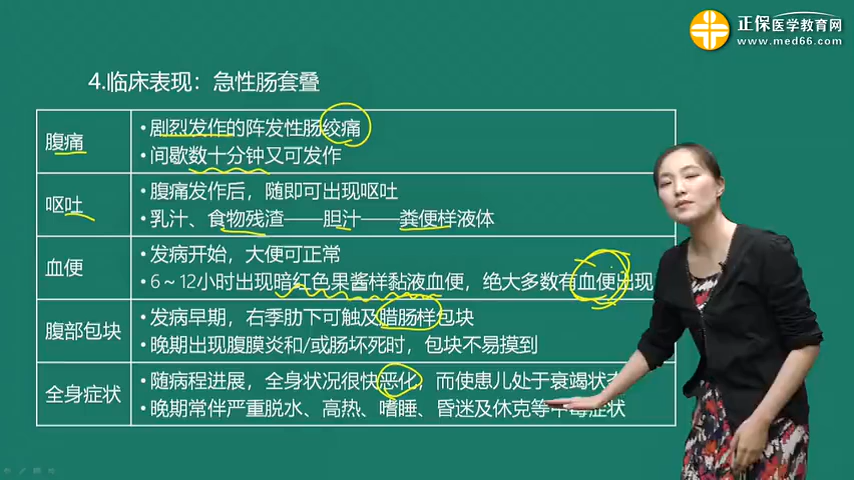 正保医学教育网
www.med66.com
4.临床表现：急性肠套叠
腹痛
•剧烈发作的阵发性肠绞痛
•间歇数十分钟又可发作
呕吐
•腹痛发作后，随即可出现呕吐
•乳汁、食物残渣——胆汁——粪便样液体
血便
•发病开始，大便可正常
•6～12小时出现暗红色果酱样黏液血便，绝大多数有血便出现
腹部包块
•发病早期，右季肋下可触及腊肠样包块
•晚期出现腹膜炎和/或肠坏死时，包块不易摸到
全身症状
•随病程进展，全身状况很快恶化，而使患儿处于衰竭状态
•晚期常伴严重脱水、高热、嗜睡、昏迷及休克等中毒症状